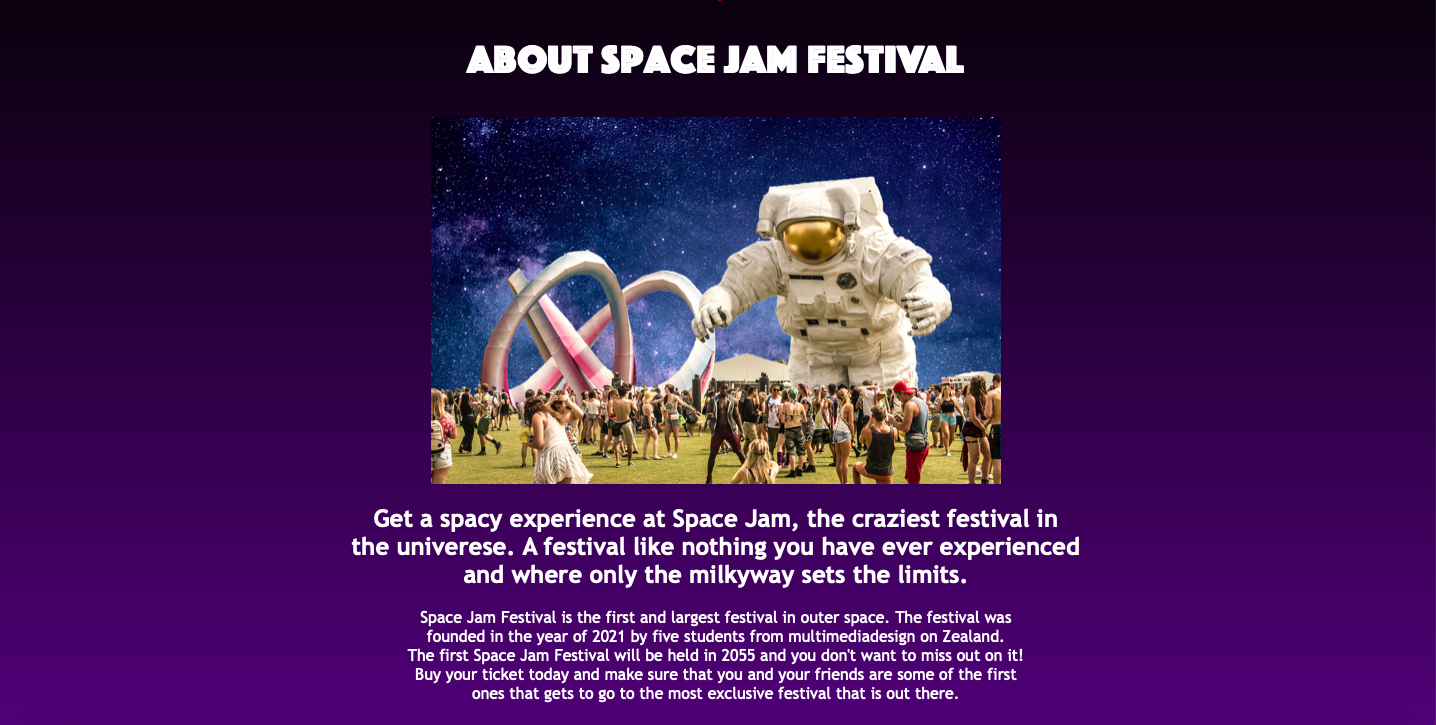 ABOUT SPACE JAM FESTIVAL
Get a spacy experience at Space Jam, the craziest festival in
the univerese. A festival like nothing you have ever experienced
and where only the milkyway sets the limits.
Space Jam Festival is the first and largest festival in outer space. The festival was
founded in the year of 2021 by five students from multimediadesign on Zealand.
The first Space Jam Festival will be held in 2055 and you don't want to miss out on it!
Buy your ticket today and make sure that you and your friends are some of the first
ones that gets to go to the most exclusive festival that is out there.